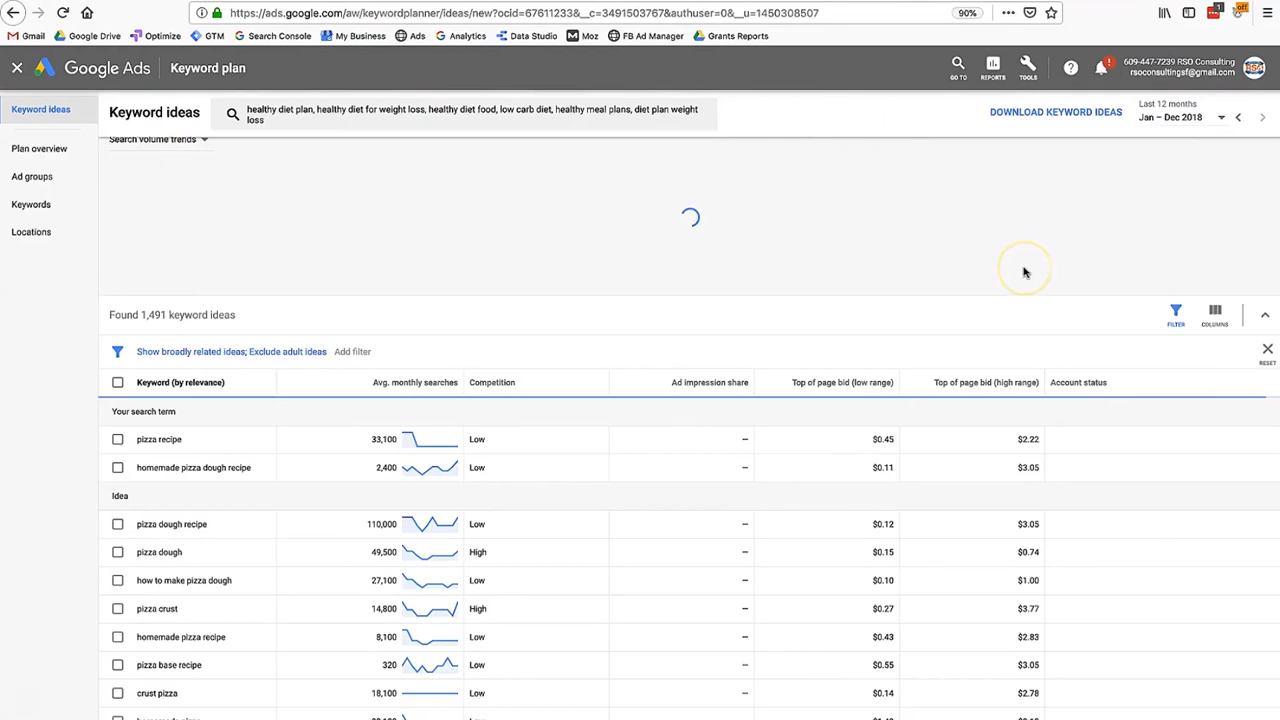 https://ads.google.com/aw/keywordplanner/ideas/new?ocid=67611233&__c=3491503767&authuser=0&__u=1450308507
90%
1
off
Gmail
Google Drive
Optimize
GTM
Search Console
My Business
Ads
Analytics
Data Studio
Moz
FB Ad Manager
Grants Reports
Google Ads
Keyword plan
GO TO
REPORTS
TOOLS
609-447-7239 RSO Consulting
rsoconsultingsf@gmail.com
Keyword ideas
Plan overview
Ad groups
Keywords
Locations
Keyword ideas
healthy diet plan, healthy diet for weight loss, healthy diet food, low carb diet, healthy meal plans, diet plan weight
loss
DOWNLOAD KEYWORD IDEAS
Last 12 months
Jan – Dec 2018
Search volume trends
Found 1,491 keyword ideas
FILTER
COLUMNS
Show broadly related ideas; Exclude adult ideas Add filter
RESET
Keyword (by relevance) Avg. monthly searches Competition Ad impression share Top of page bid (low range) Top of page bid (high range) Account status
Your search term
pizza recipe 33,100 Low – $0.45 $2.22
homemade pizza dough recipe 2,400 Low – $0.11 $3.05
Idea
pizza dough recipe 110,000 Low – $0.12 $3.05
pizza dough 49,500 High – $0.15 $0.74
how to make pizza dough 27,100 Low – $0.10 $1.00
pizza crust 14,800 High – $0.27 $3.77
homemade pizza recipe 8,100 Low – $0.43 $2.83
pizza base recipe 320 Low – $0.55 $3.05
crust pizza 18,100 Low – $0.14 $2.78